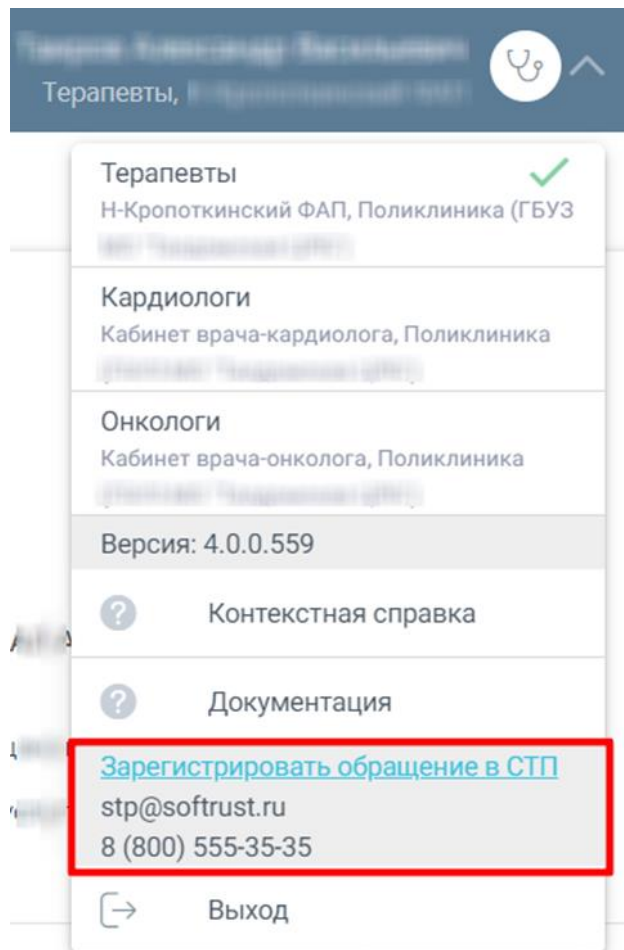 Терапевты,
Терапевты
Н-Кропоткинский ФАП, Поликлиника (ГБУЗ
Кардиологи
Кабинет врача-кардиолога, Поликлиника
Онкологи
Кабинет врача-онколога, Поликлиника
Версия: 4.0.0.559
Контекстная справка
Документация
Зарегистрировать обращение в СТП
stp@softrust.ru
8 (800) 555-35-35
Выход